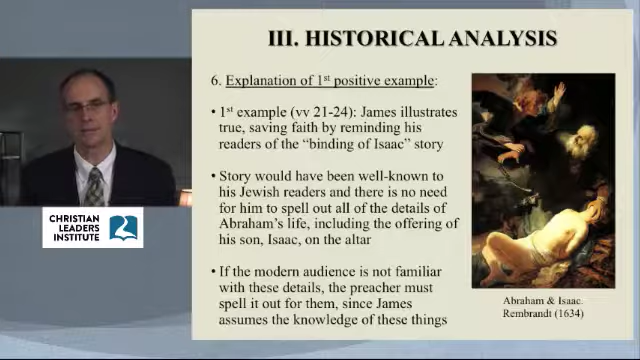 III. HISTORICAL ANALYSIS
6. Explanation of 1st positive example:
• 1st example (vv 21-24): James illustrates
true, saving faith by reminding his
readers of the “binding of Isaac” story
• Story would have been well-known to
his Jewish readers and there is no need
for him to spell out all of the details of
Abraham’s life, including the offering of
his son, Isaac, on the altar
• If the modern audience is not familiar
with these details, the preacher must
spell it out for them, since James
assumes the knowledge of these things
Abraham & Isaac.
Rembrandt (1634)
CHRISTIAN
LEADERS
INSTITUTE